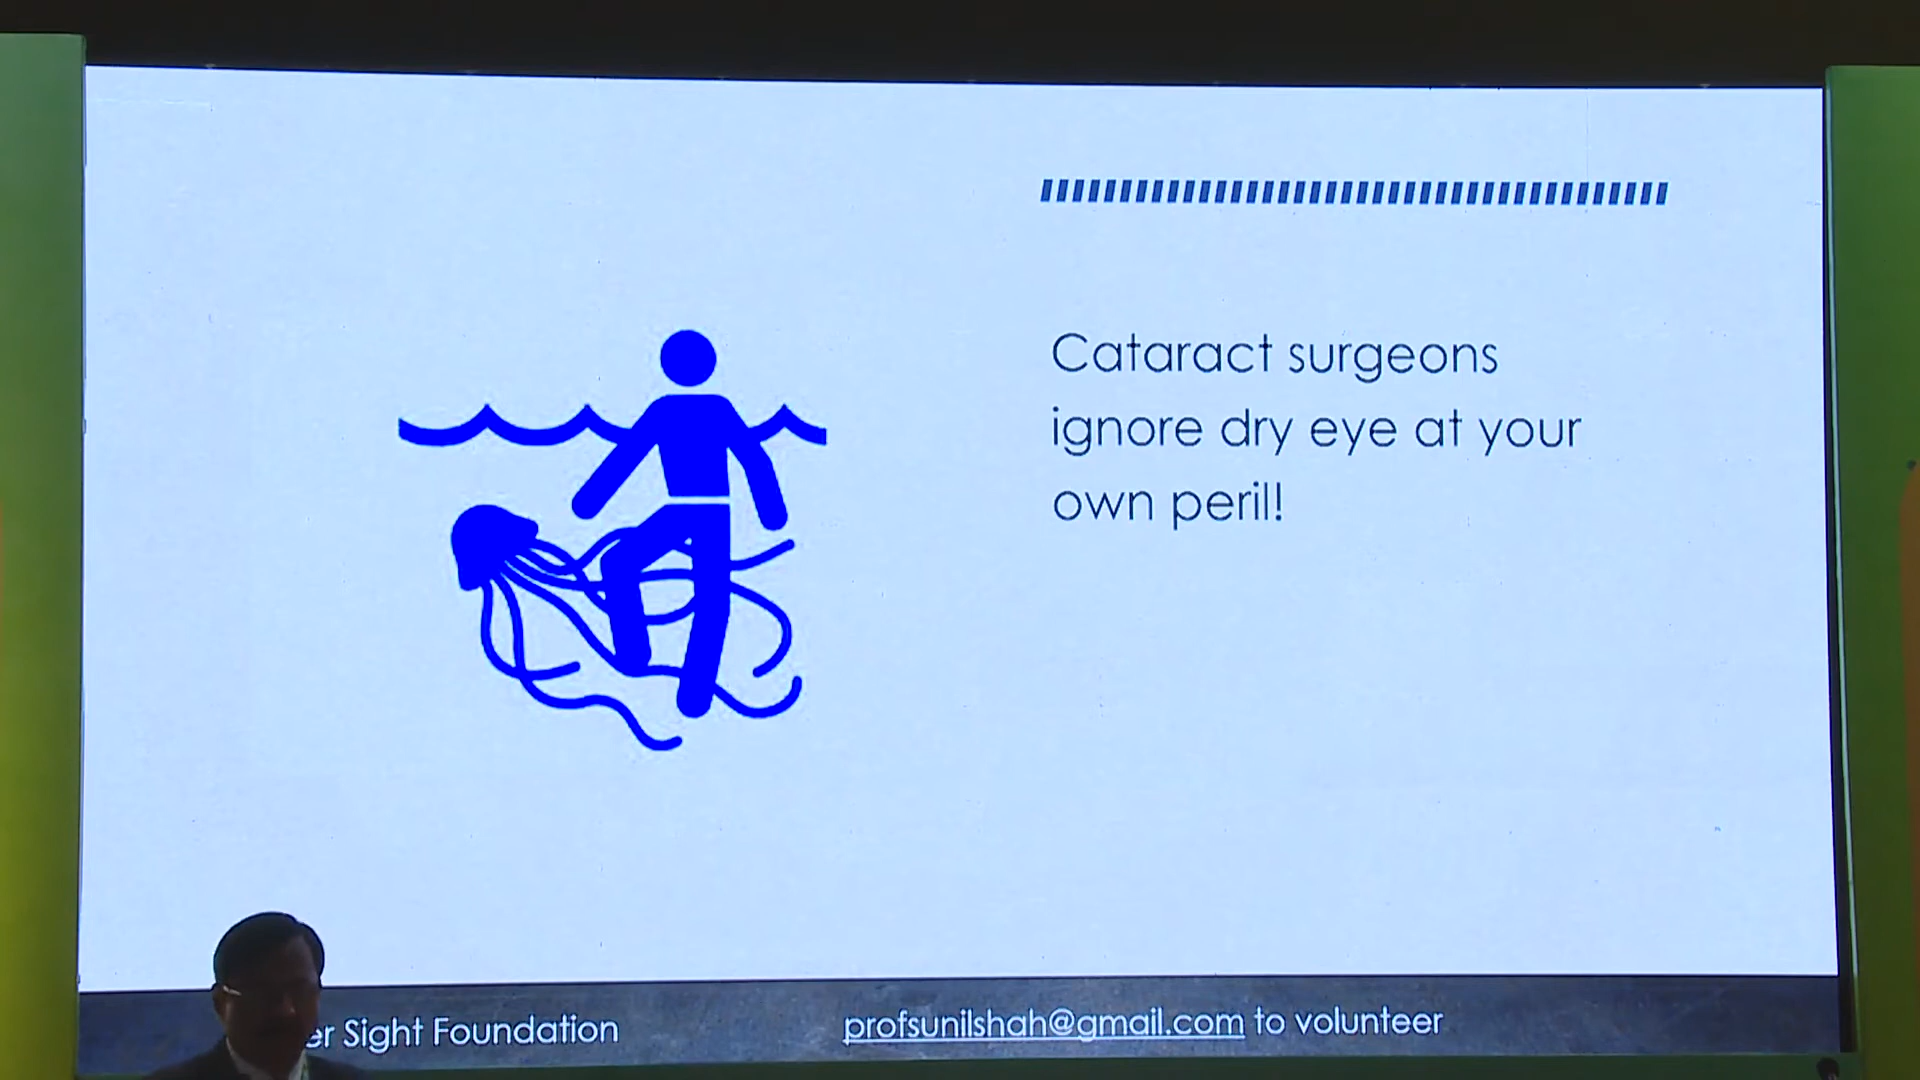 Cataract surgeons
ignore dry eye at your
own peril!
Sight Foundation
profsunilshah@gmail.com to volunteer